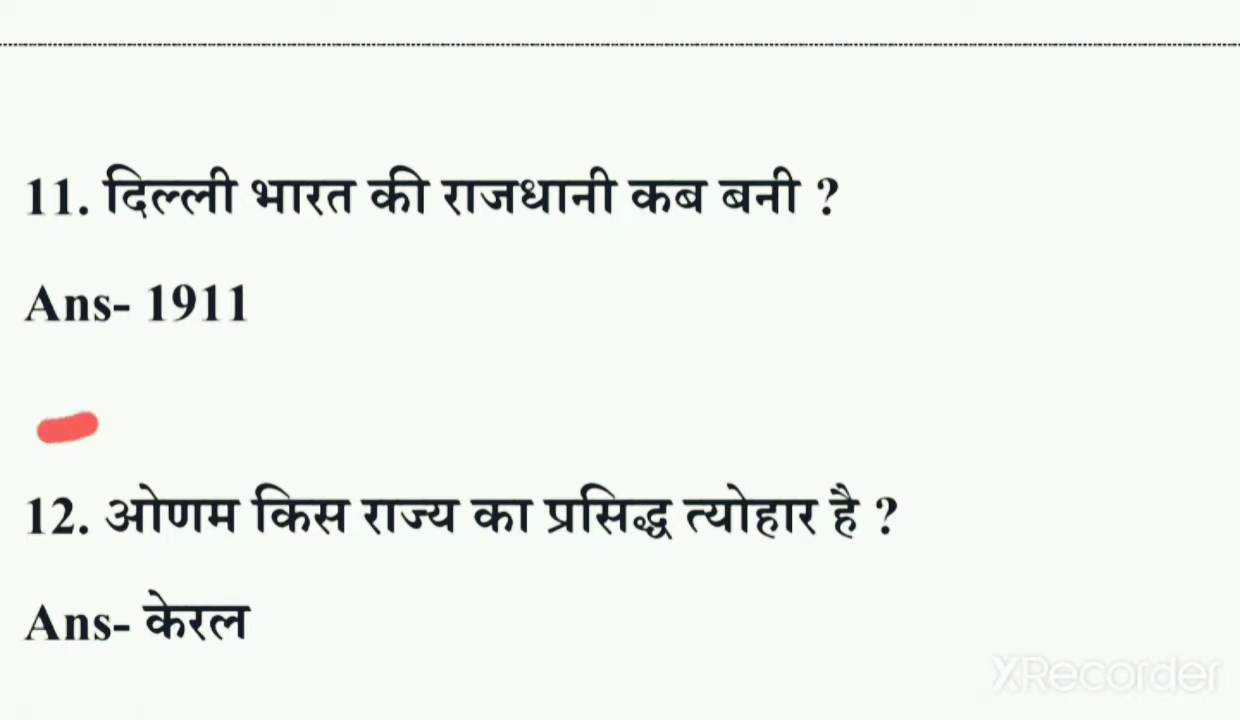 11. दिल्ली भारत की राजधानी कब बनी ?
Ans- 1911
12. ओणम किस राज्य का प्रसिद्ध त्योहार है ?
Ans- केरल
XRecorder